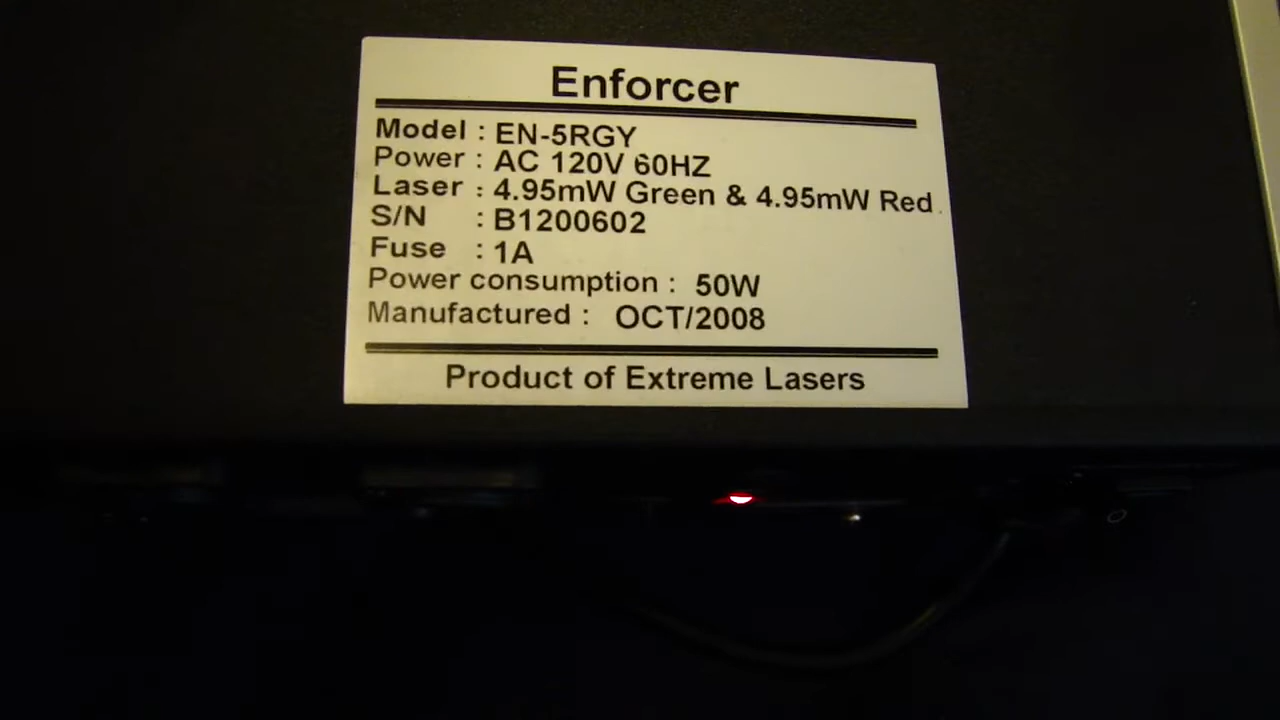 Enforcer
Model : EN-5RGY
Power : AC 120V 60HZ
Laser : 4.95mW Green & 4.95mW Red.
S/N : B1200602
Fuse : 1A
Power consumption : 50W
Manufactured : OCT/2008
Product of Extreme Lasers